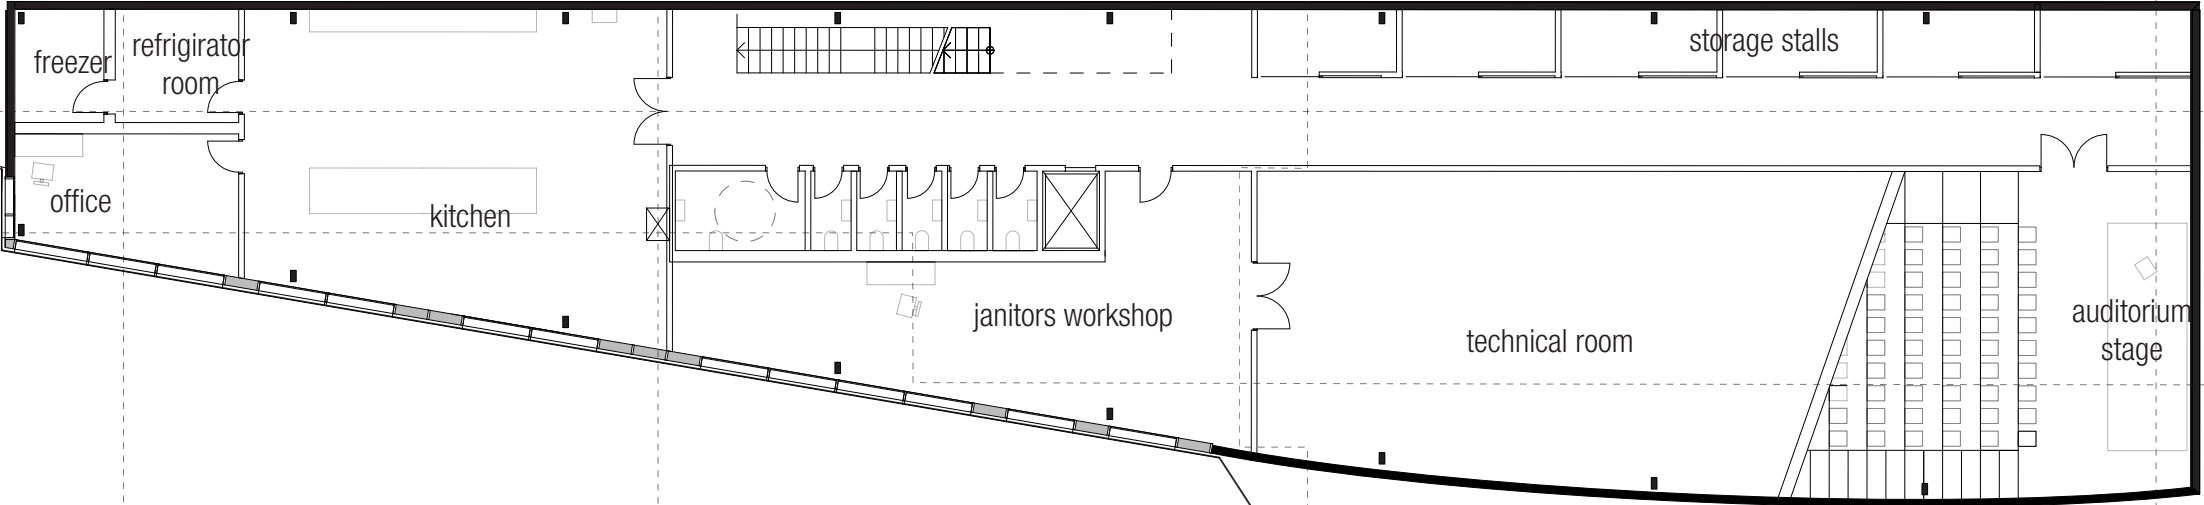 freezer
refrigirator
room
storage stalls
office
kitchen
janitors workshop
technical room
auditorium
stage